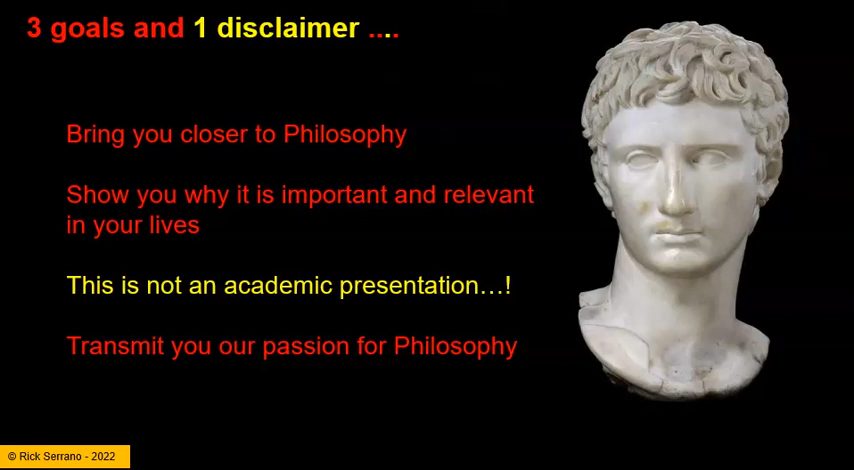 3 goals and 1 disclaimer ....
Bring you closer to Philosophy
Show you why it is important and relevant
in your lives
This is not an academic presentation…!
Transmit you our passion for Philosophy
© Rick Serrano - 2022